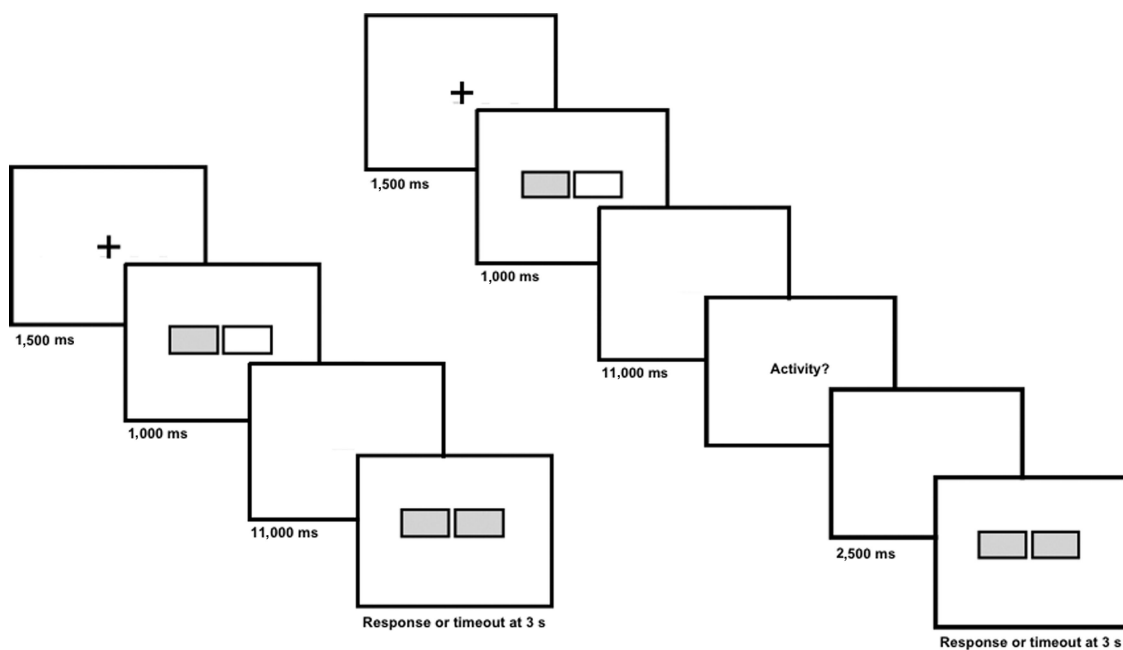 1,500 ms
1,000 ms
11,000 ms
Response or timeout at 3 s
1,500 ms
1,000 ms
11,000 ms
Activity?
2,500 ms
Response or timeout at 3 s